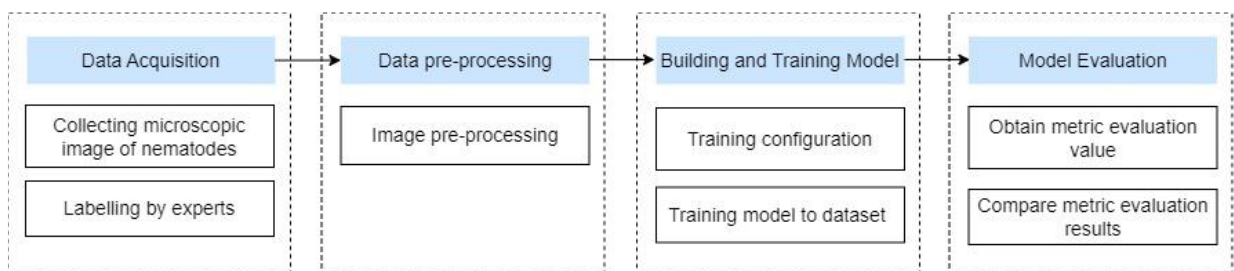 Data Acquisition
Collecting microscopic
image of nematodes
Labelling by experts
Data pre-processing
Image pre-processing
Building and Training Model
Training configuration
Training model to dataset
Model Evaluation
Obtain metric evaluation
value
Compare metric evaluation
results